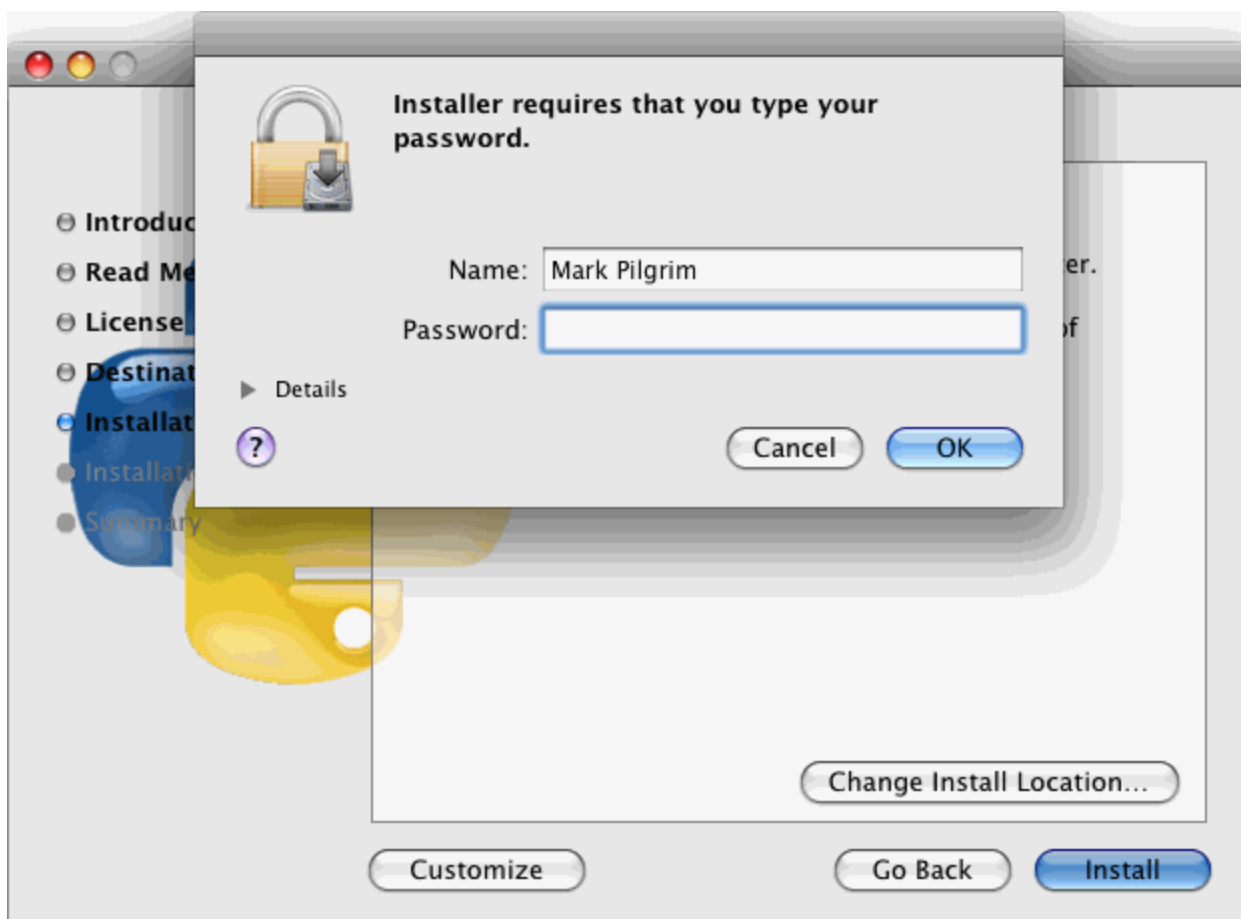 Installer requires that you type your
password.
Name: Mark Pilgrim
Password:
Details
?
Cancel OK
Introduc
Read Me
License
Destinat
Installat
Installati
Summary
er.
of
Change Install Location...
Customize Go Back Install